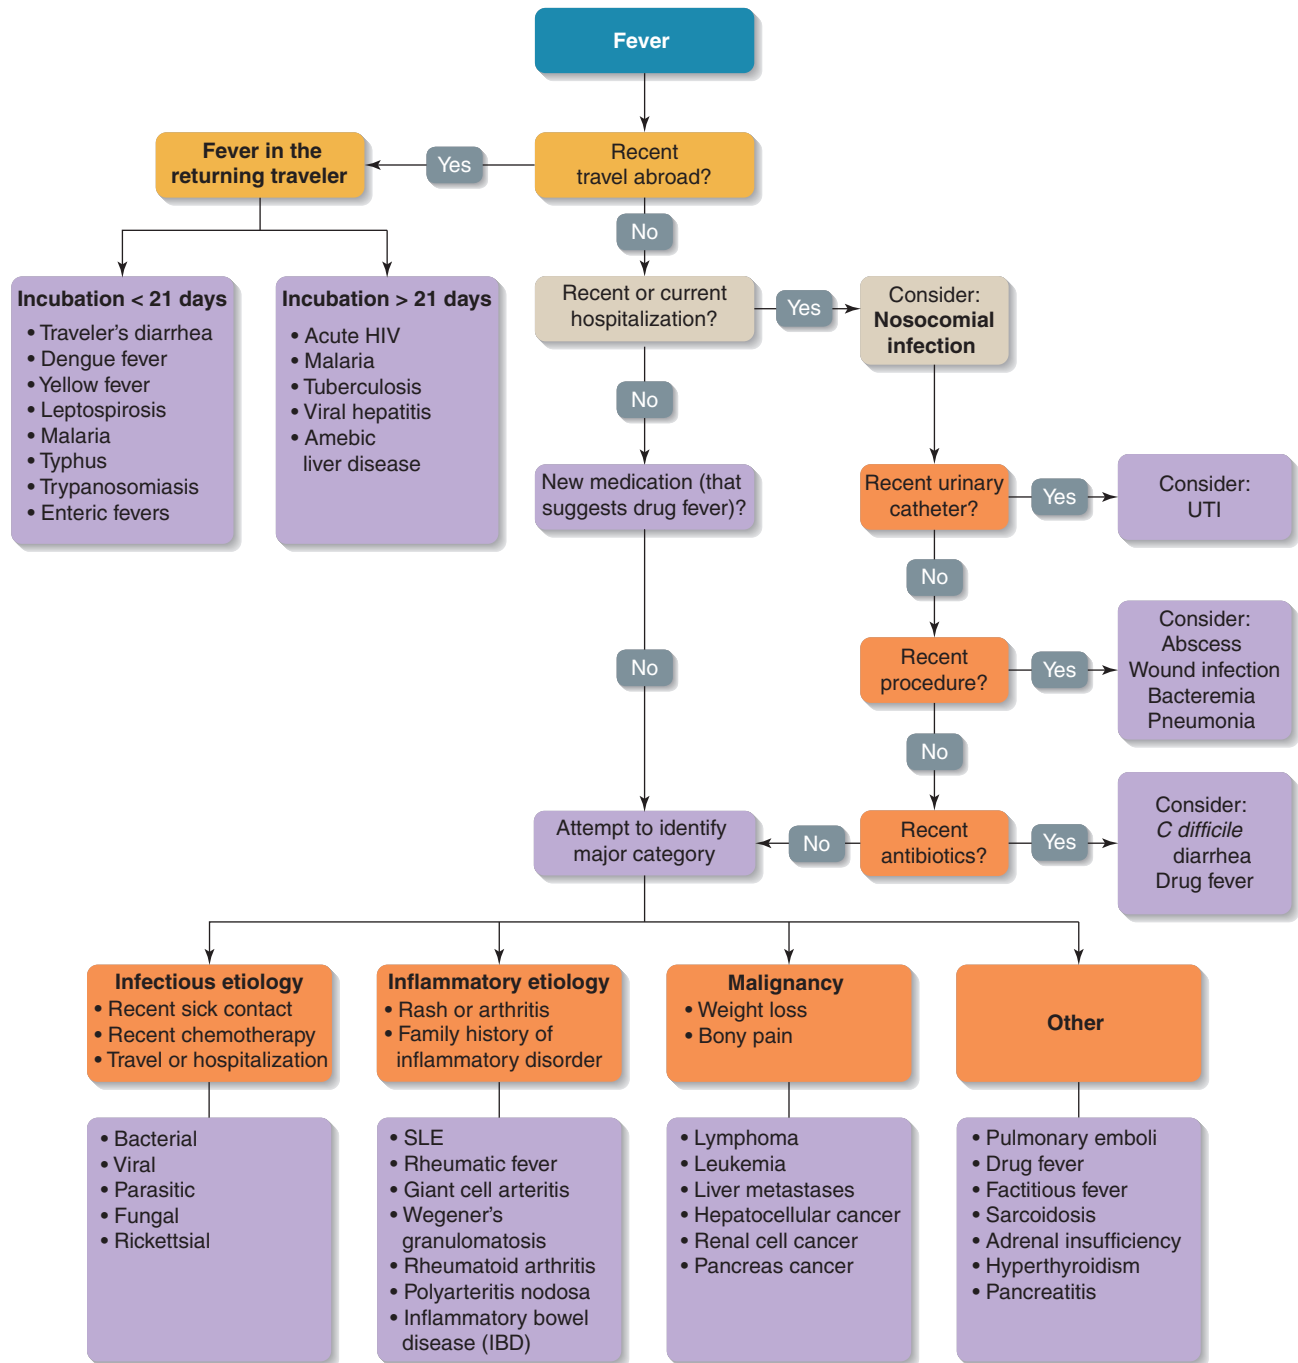 Fever
Recent
travel abroad?
Yes
Fever in the
returning traveler
No
Incubation < 21 days
• Traveler's diarrhea
• Dengue fever
• Yellow fever
• Leptospirosis
• Malaria
• Typhus
• Trypanosomiasis
• Enteric fevers
Incubation > 21 days
• Acute HIV
• Malaria
• Tuberculosis
• Viral hepatitis
• Amebic
liver disease
Recent or current
hospitalization?
Yes
Consider:
Nosocomial
infection
No
New medication (that
suggests drug fever)?
Recent urinary
catheter?
Yes
Consider:
UTI
No
Recent
procedure?
Yes
Consider:
Abscess
Wound infection
Bacteremia
Pneumonia
No
No
Attempt to identify
major category
No
Recent
antibiotics?
Yes
Consider:
C difficile
diarrhea
Drug fever
Infectious etiology
• Recent sick contact
• Recent chemotherapy
• Travel or hospitalization
Inflammatory etiology
• Rash or arthritis
• Family history of
inflammatory disorder
Malignancy
• Weight loss
• Bony pain
Other
• Bacterial
• Viral
• Parasitic
• Fungal
• Rickettsial
• SLE
• Rheumatic fever
• Giant cell arteritis
• Wegener's
granulomatosis
• Rheumatoid arthritis
• Polyarteritis nodosa
• Inflammatory bowel
disease (IBD)
• Lymphoma
• Leukemia
• Liver metastases
• Hepatocellular cancer
• Renal cell cancer
• Pancreas cancer
• Pulmonary emboli
• Drug fever
• Factitious fever
• Sarcoidosis
• Adrenal insufficiency
• Hyperthyroidism
• Pancreatitis